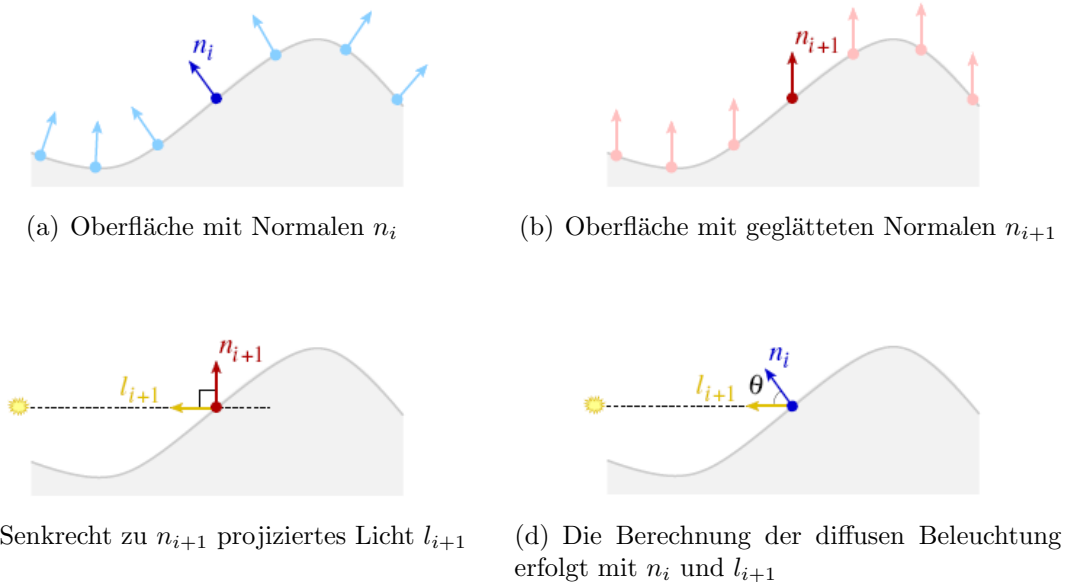 n_i
n_{i+1}
(a) Oberfläche mit Normalen n_i
(b) Oberfläche mit geglätteten Normalen n_{i+1}
n_{i+1}
l_{i+1}
n_i
l_{i+1} θ
Senkrecht zu n_{i+1} projiziertes Licht l_{i+1}
(d) Die Berechnung der diffusen Beleuchtung
erfolgt mit n_i und l_{i+1}